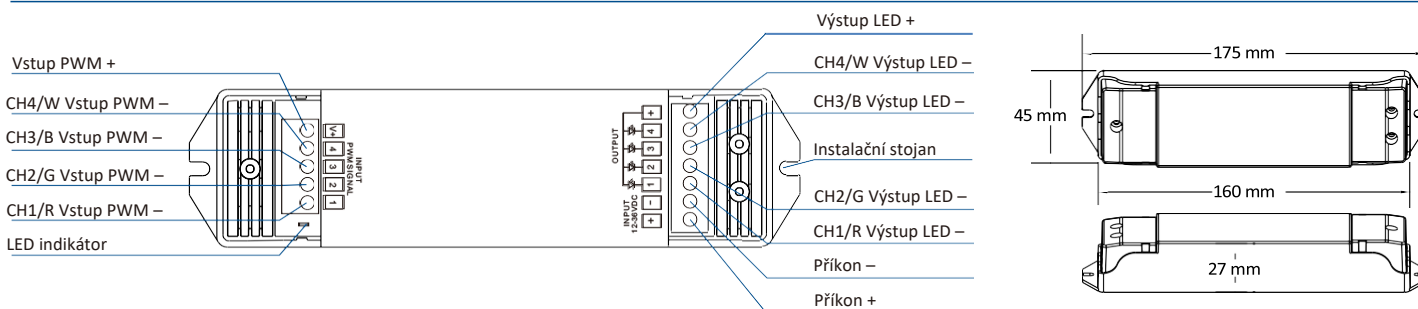 Vstup PWM +
CH4/W Vstup PWM –
CH3/B Vstup PWM –
CH2/G Vstup PWM –
CH1/R Vstup PWM –
LED indikátor
V+
4
3
2
1
INPUT
PWM SIGNAL
OUTPUT
+
4
3
2
1
INPUT
12-36VDC
–
+
Výstup LED +
CH4/W Výstup LED –
CH3/B Výstup LED –
Instalační stojan
CH2/G Výstup LED –
CH1/R Výstup LED –
Příkon –
Příkon +
175 mm
45 mm
160 mm
27 mm